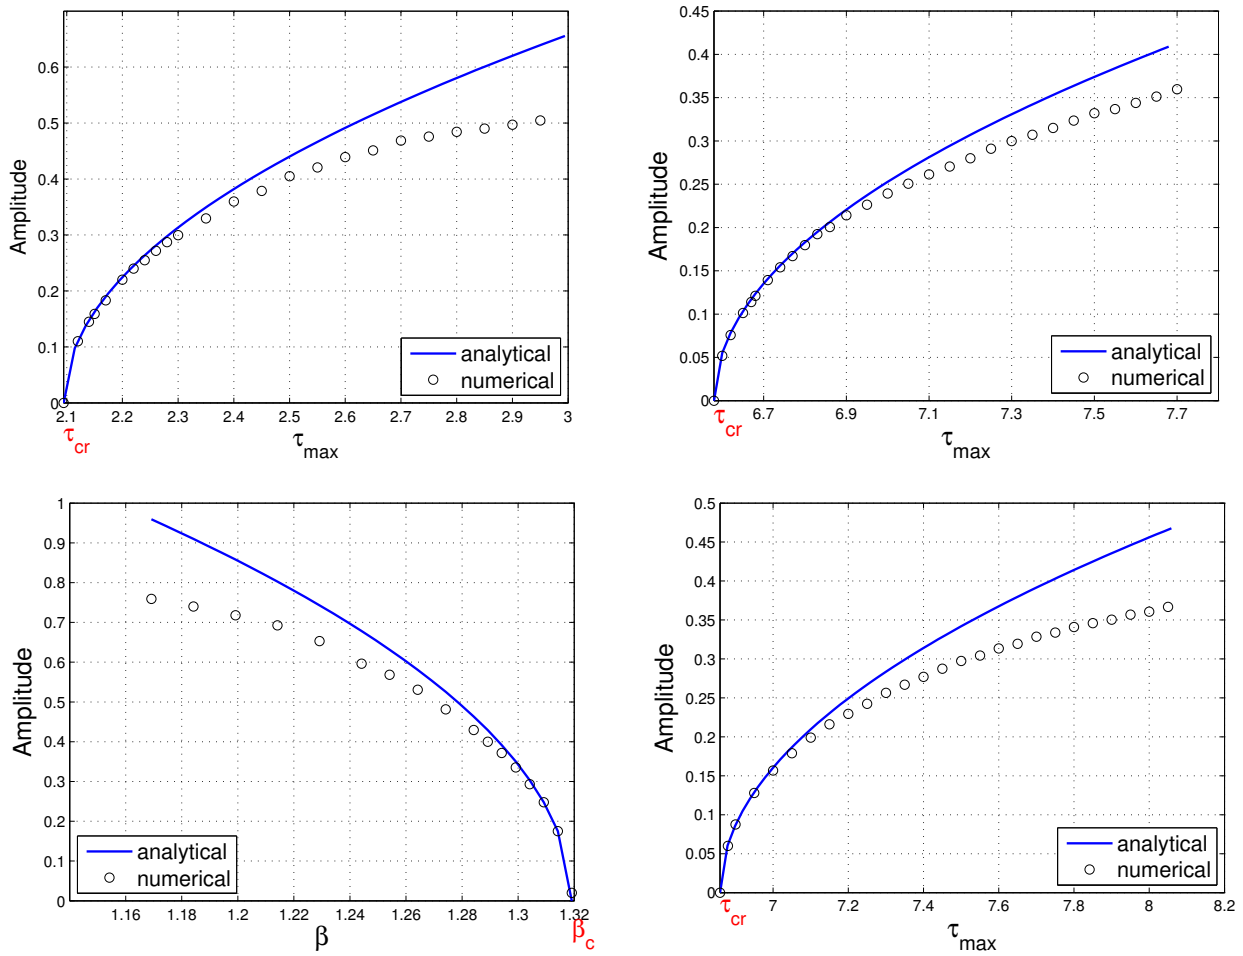 0.6
0.5
0.4
0.3
0.2
0.1
0
Amplitude
analytical
numerical
2.1 2.2 2.3 2.4 2.5 2.6 2.7 2.8 2.9 3
τcr
τmax
0.45
0.4
0.35
0.3
0.25
0.2
0.15
0.1
0.05
0
Amplitude
analytical
numerical
6.7 6.9 7.1 7.3 7.5 7.7
τcr
τmax
1
0.9
0.8
0.7
0.6
0.5
0.4
0.3
0.2
0.1
0
Amplitude
analytical
numerical
1.16 1.18 1.2 1.22 1.24 1.26 1.28 1.3 1.32
β
βc
0.5
0.45
0.4
0.35
0.3
0.25
0.2
0.15
0.1
0.05
0
Amplitude
analytical
numerical
7 7.2 7.4 7.6 7.8 8 8.2
τcr
τmax